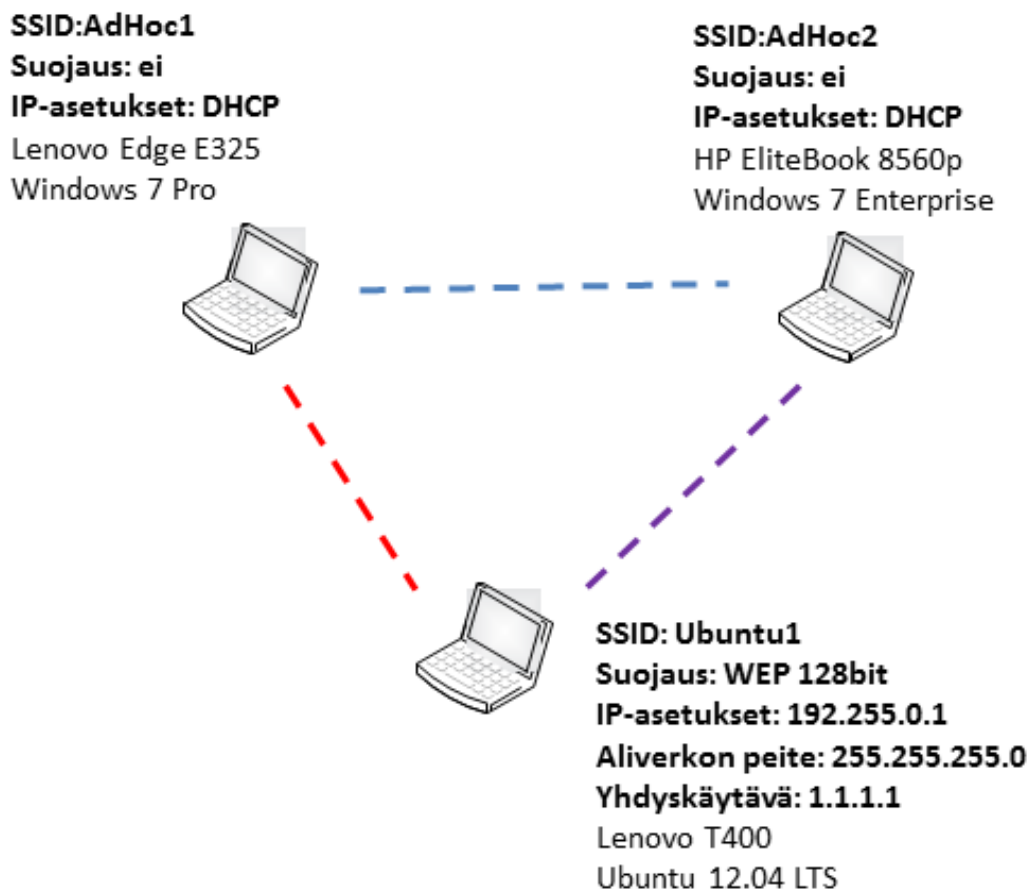 SSID:AdHoc1
Suojaus: ei
IP-asetukset: DHCP
Lenovo Edge E325
Windows 7 Pro
SSID:AdHoc2
Suojaus: ei
IP-asetukset: DHCP
HP EliteBook 8560p
Windows 7 Enterprise
SSID: Ubuntu1
Suojaus: WEP 128bit
IP-asetukset: 192.255.0.1
Aliverkon peite: 255.255.255.0
Yhdyskäytävä: 1.1.1.1
Lenovo T400
Ubuntu 12.04 LTS